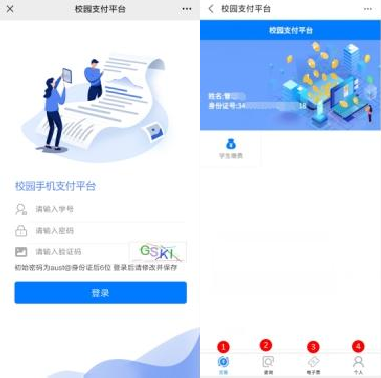 校园支付平台
校园手机支付平台
请输入学号
请输入密码
请输入验证码
GSKI
初始密码为aust@身份证后6位 登录后请修改并保存
登录
校园支付平台
校园支付平台
姓名:曾
身份证号:34 18
学生缴费
1
2
3
4
查询
电子票
个人